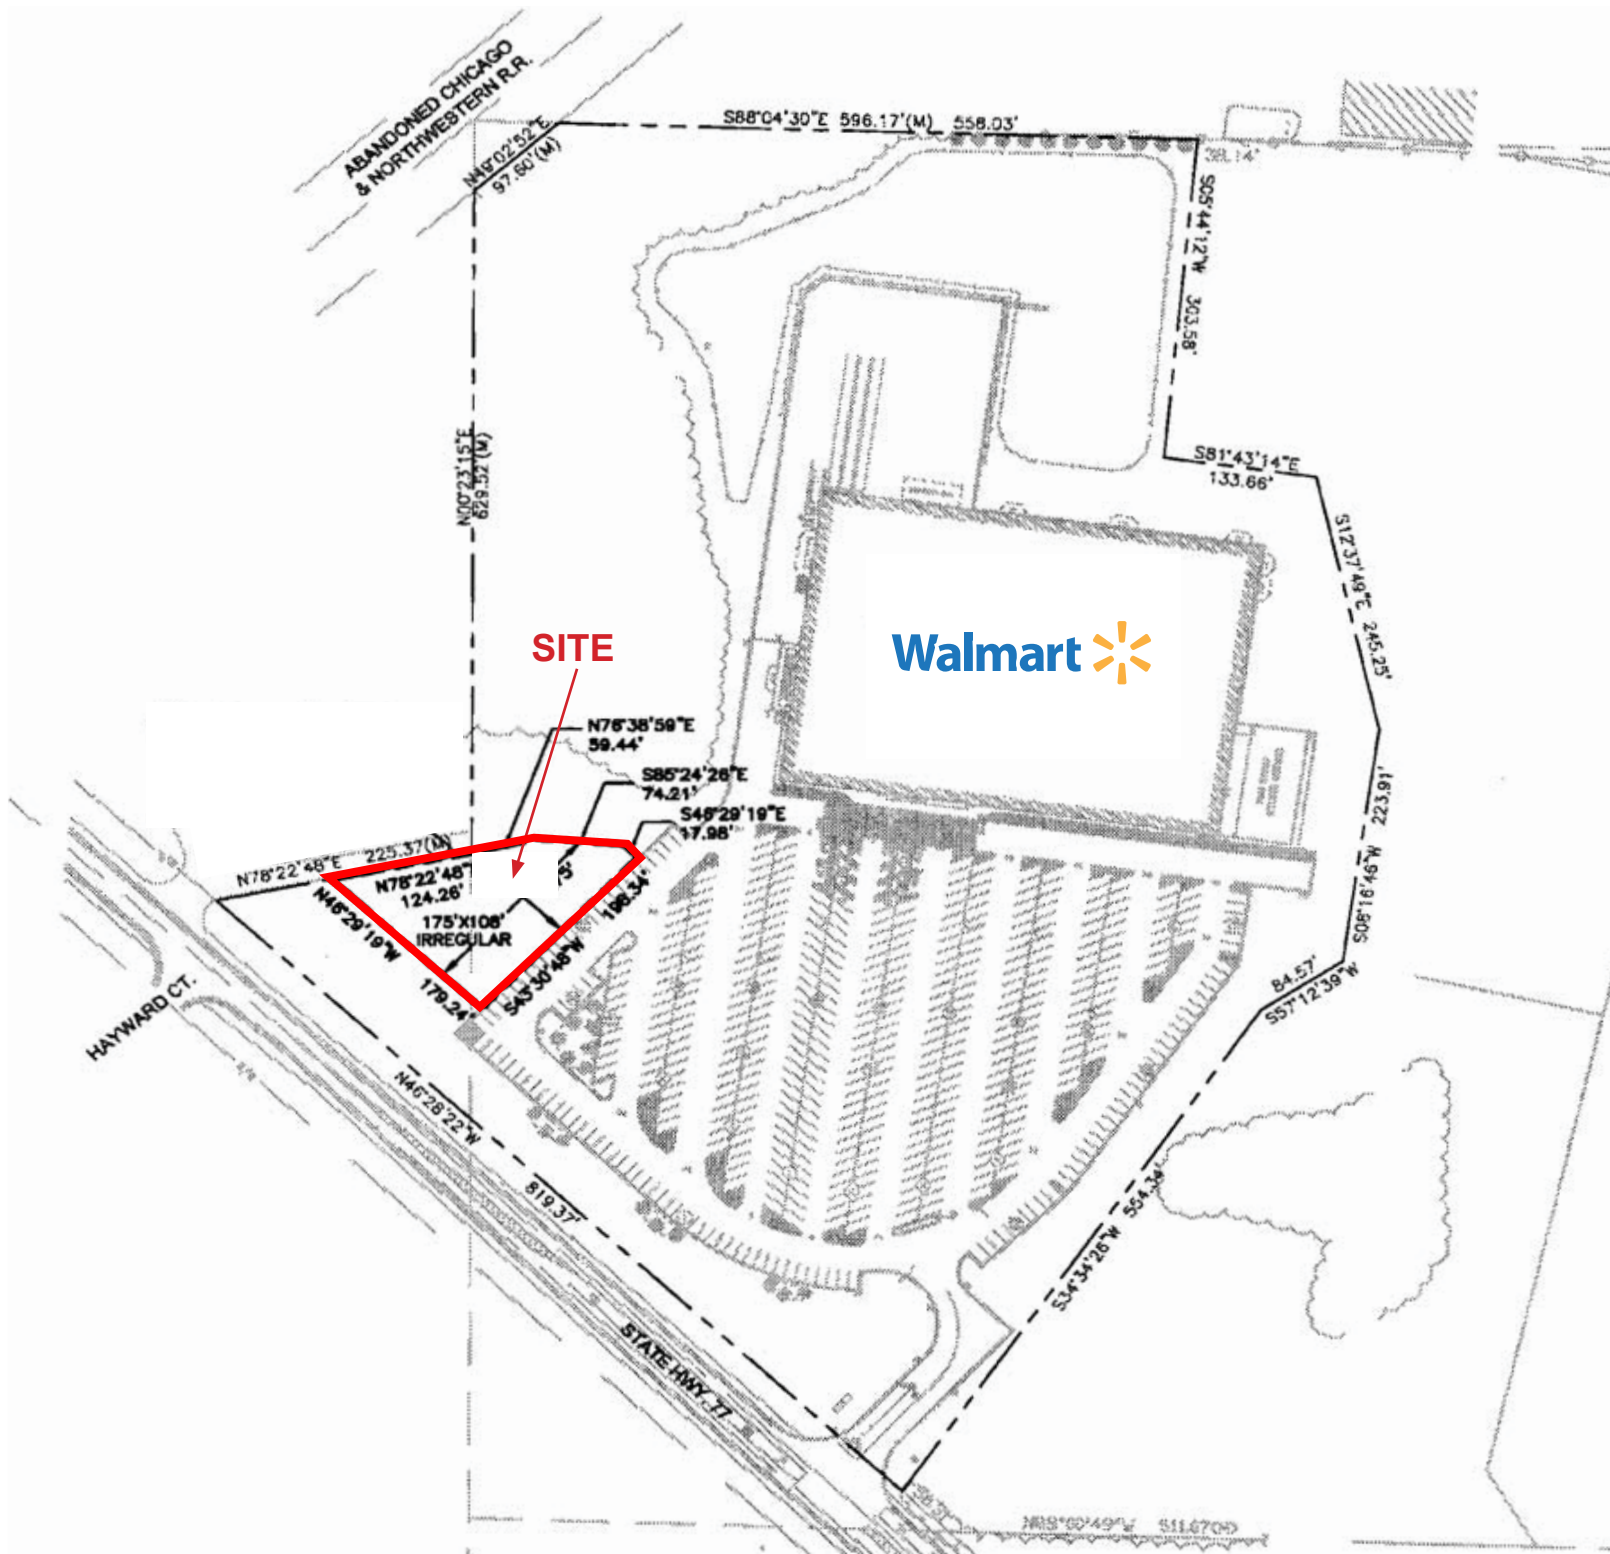 ABANDONED CHICAGO
& NORTHWESTERN R.R.
N49°02'52"E
97.60'(M)
S88°04'30"E 596.17'(M) 558.03'
38.14'
S05°44'12"W 303.58'
S81°43'14"E
133.66'
S12°37'49"E 245.25'
N00°23'15"E
629.52'(M)
Walmart
SITE
N76°38'59"E
59.44'
S85°24'26"E
74.21'
S46°29'19"E
17.98'
S08°16'46"W 223.91'
N78°22'48"E 225.37(M)
N78°22'48"
124.26'
198.34'
N46°29'19"W
175'X108'
IRREGULAR
179.24'
S43°30'48"W
84.57'
S57°12'39"W
HAYWARD CT.
N46°28'22"W
819.37'
S34°34'26"W 554.34'
STATE HWY. 77